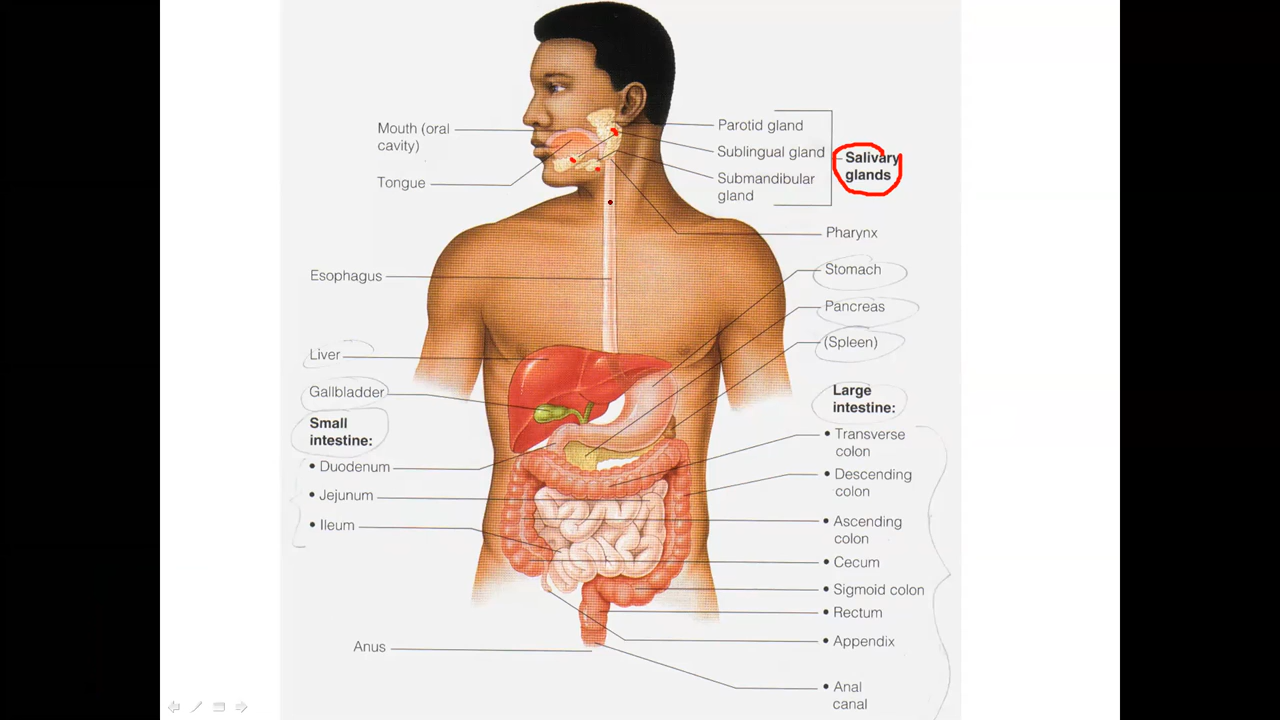 Mouth (oral
cavity)
Tongue
Esophagus
Liver
Gallbladder
Small
intestine:
• Duodenum
• Jejunum
• Ileum
Anus
Parotid gland
Sublingual gland
Submandibular
gland
Salivary
glands
Pharynx
Stomach
Pancreas
(Spleen)
Large
intestine:
• Transverse
colon
• Descending
colon
• Ascending
colon
• Cecum
• Sigmoid colon
• Rectum
• Appendix
• Anal
canal